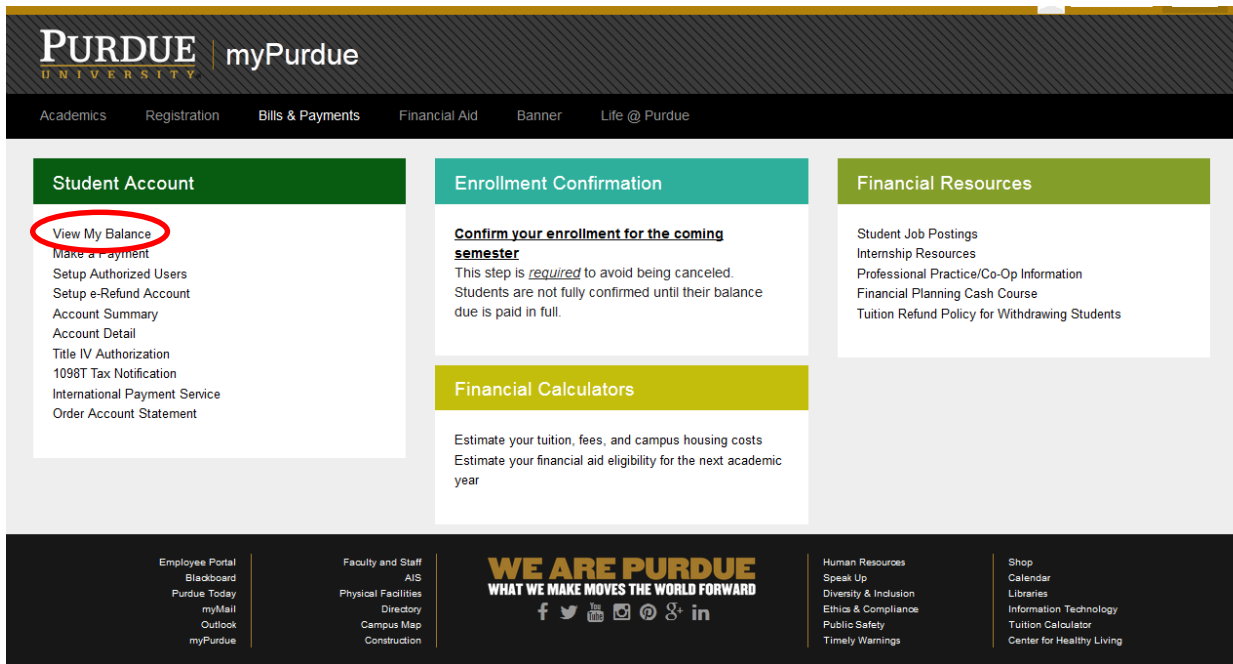 PURDUE
UNIVERSITY.
myPurdue
Academics Registration Bills & Payments Financial Aid Banner Life @ Purdue
Student Account
View My Balance
Make a Payment
Setup Authorized Users
Setup e-Refund Account
Account Summary
Account Detail
Title IV Authorization
1098T Tax Notification
International Payment Service
Order Account Statement
Enrollment Confirmation
Confirm your enrollment for the coming
semester
This step is required to avoid being canceled.
Students are not fully confirmed until their balance
due is paid in full.
Financial Calculators
Estimate your tuition, fees, and campus housing costs
Estimate your financial aid eligibility for the next academic
year
Financial Resources
Student Job Postings
Internship Resources
Professional Practice/Co-Op Information
Financial Planning Cash Course
Tuition Refund Policy for Withdrawing Students
Employee Portal
Blackboard
Purdue Today
myMail
Outlook
myPurdue
Faculty and Staff
AIS
Physical Facilities
Directory
Campus Map
Construction
WE ARE PURDUE
WHAT WE MAKE MOVES THE WORLD FORWARD
f You Tube g+ in
Human Resources
Speak Up
Diversity & Inclusion
Ethics & Compliance
Public Safety
Timely Warnings
Shop
Calendar
Libraries
Information Technology
Tuition Calculator
Center for Healthy Living